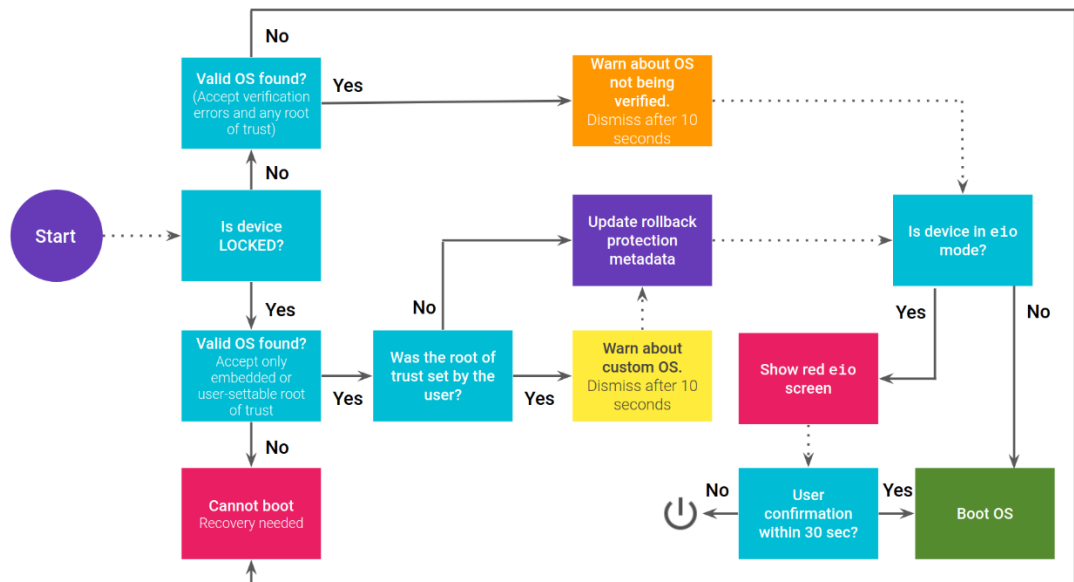 No
Valid OS found?
(Accept verification
errors and any root
of trust)
Yes
Warn about OS
not being
verified.
Dismiss after 10
seconds
No
Start
Is device
LOCKED?
Update rollback
protection
metadata
Is device in eio
mode?
No
Yes
Yes
No
Valid OS found?
Accept only
embedded or
user-settable root
of trust
Yes
Was the root of
trust set by the
user?
Yes
Warn about
custom OS.
Dismiss after 10
seconds
Show red eio
screen
No
Cannot boot
Recovery needed
No
User
confirmation
within 30 sec?
Yes
Boot OS